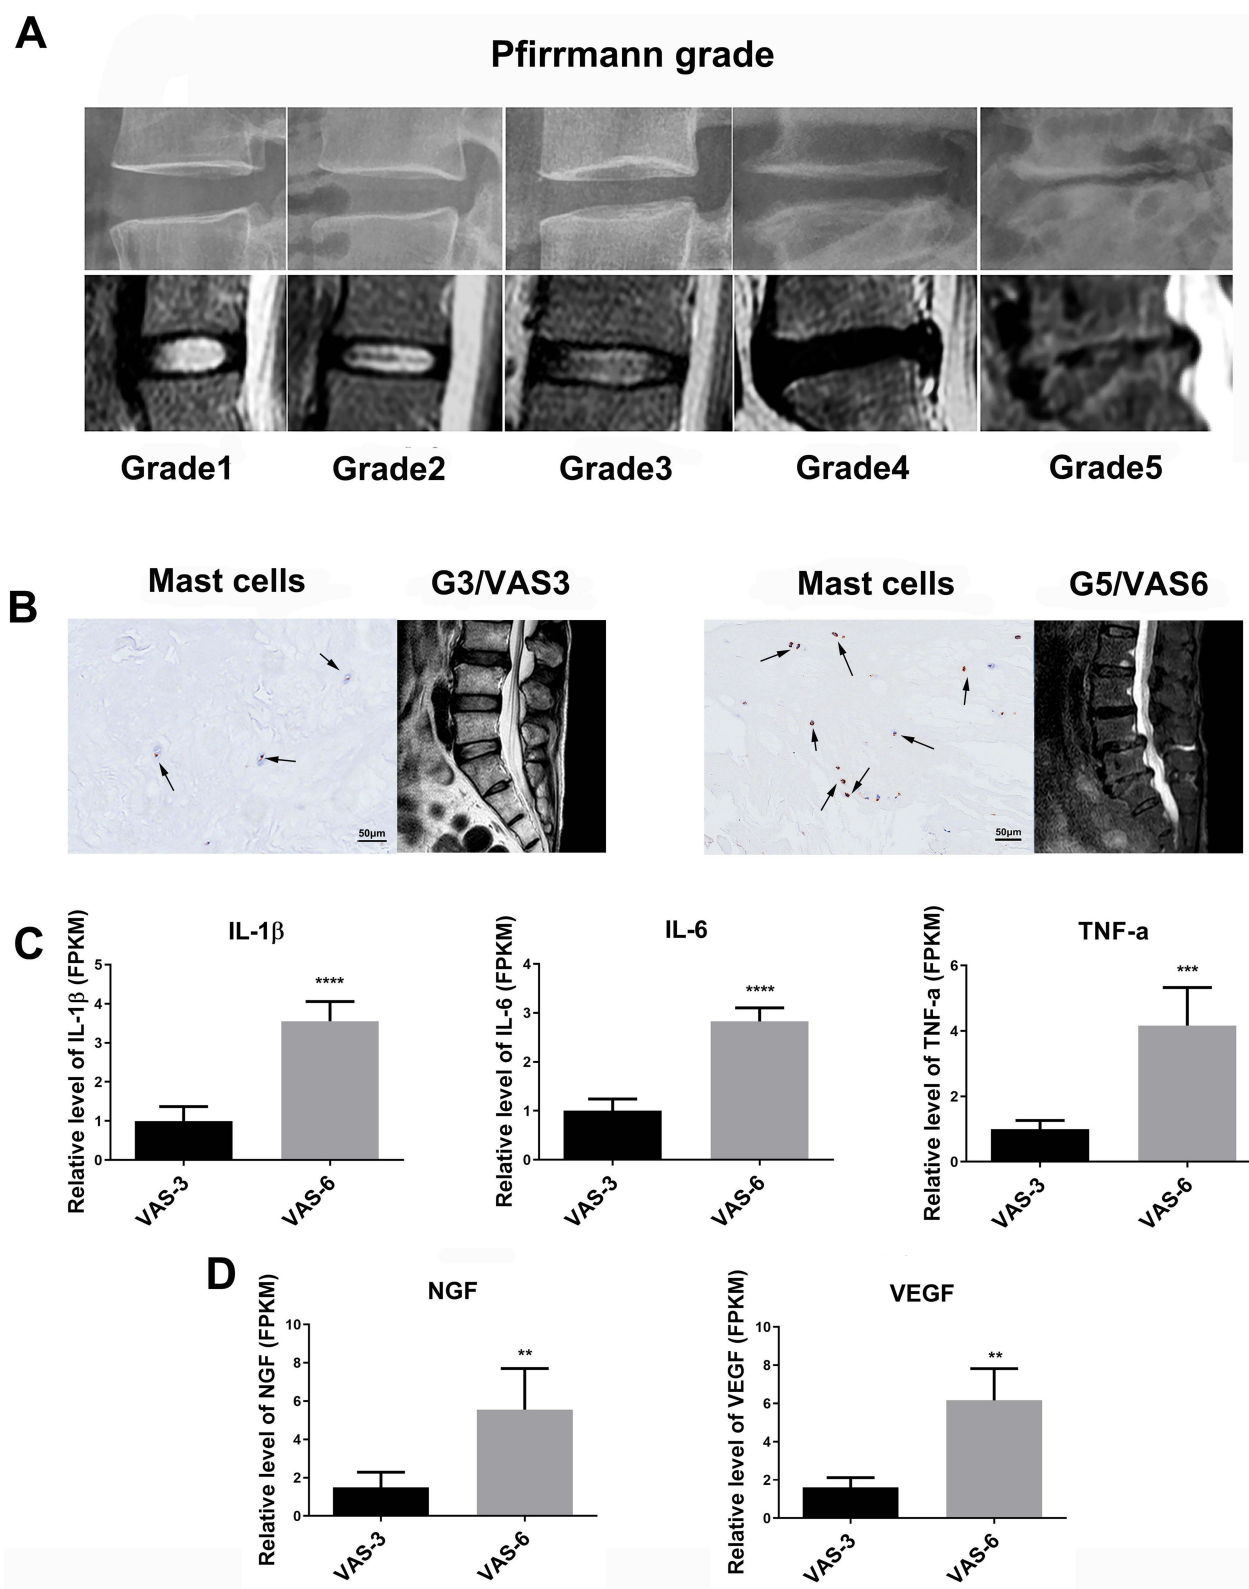 A
Pfirrmann grade
Grade1
Grade2
Grade3
Grade4
Grade5
B
Mast cells
G3/VAS3
Mast cells
G5/VAS6
50μm
50μm
C
IL-1β
Relative level of IL-1β (FPKM)
5
4
3
2
1
0
****
VAS-3
VAS-6
IL-6
Relative level of IL-6 (FPKM)
4
3
2
1
0
****
VAS-3
VAS-6
TNF-a
Relative level of TNF-a (FPKM)
6
4
2
0
***
VAS-3
VAS-6
D
NGF
Relative level of NGF (FPKM)
10
8
6
4
2
0
**
VAS-3
VAS-6
VEGF
Relative level of VEGF (FPKM)
10
8
6
4
2
0
**
VAS-3
VAS-6